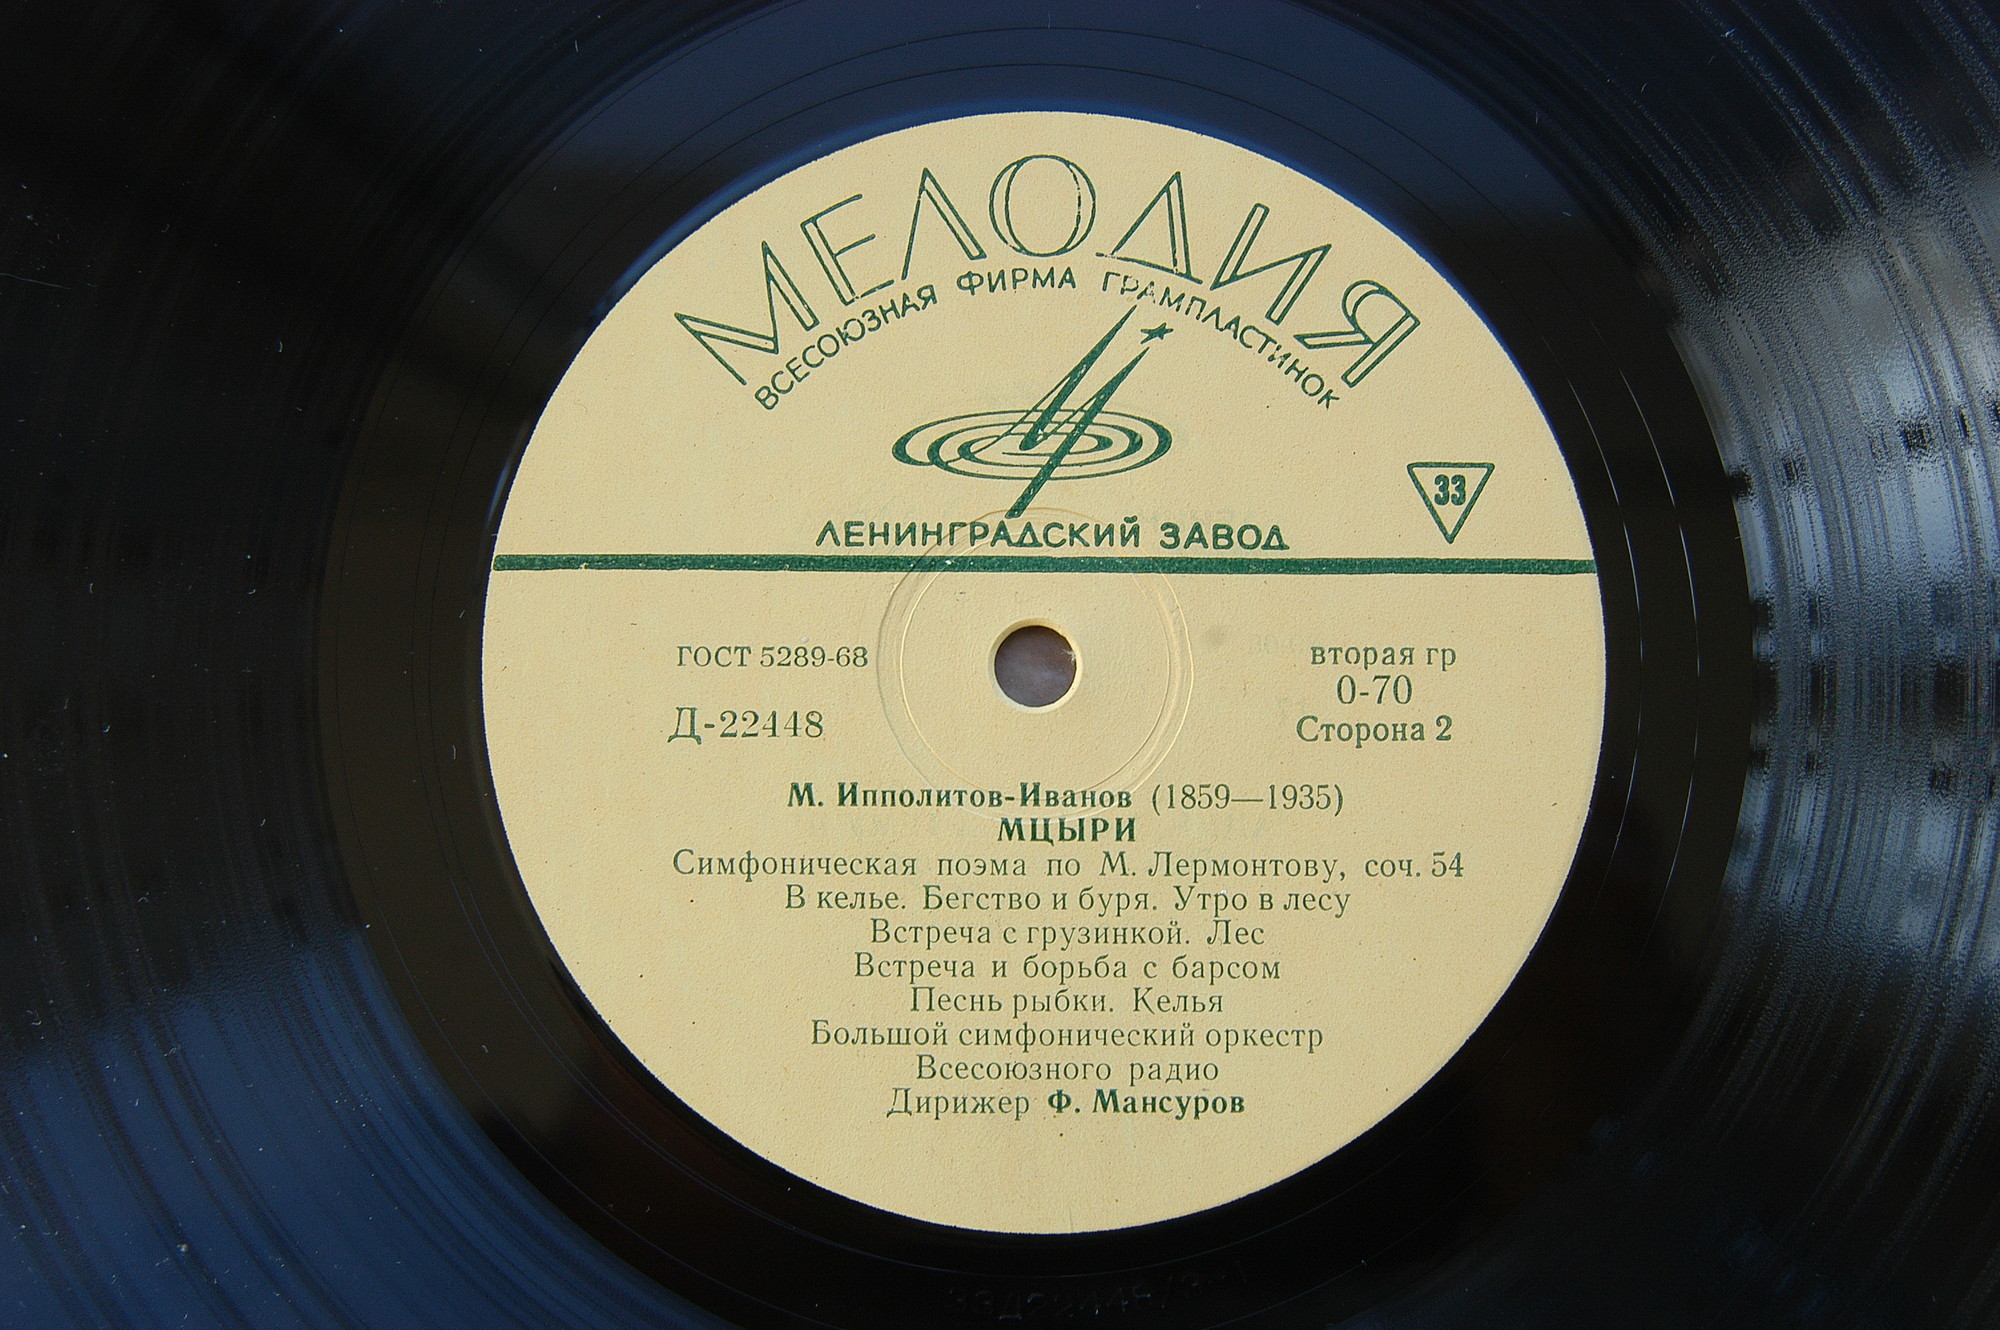 МЕЛОДИЯ
ВСЕСОЮЗНАЯ ФИРМА ГРАМПЛАСТИНОК
33
ЛЕНИНГРАДСКИЙ ЗАВОД
ГОСТ 5289-68
Д-22448
вторая гр
0-70
Сторона 2
М. Ипполитов-Иванов (1859—1935)
МЦЫРИ
Симфоническая поэма по М. Лермонтову, соч. 54
В келье. Бегство и буря. Утро в лесу
Встреча с грузинкой. Лес
Встреча и борьба с барсом
Песнь рыбки. Келья
Большой симфонический оркестр
Всесоюзного радио
Дирижер Ф. Мансуров